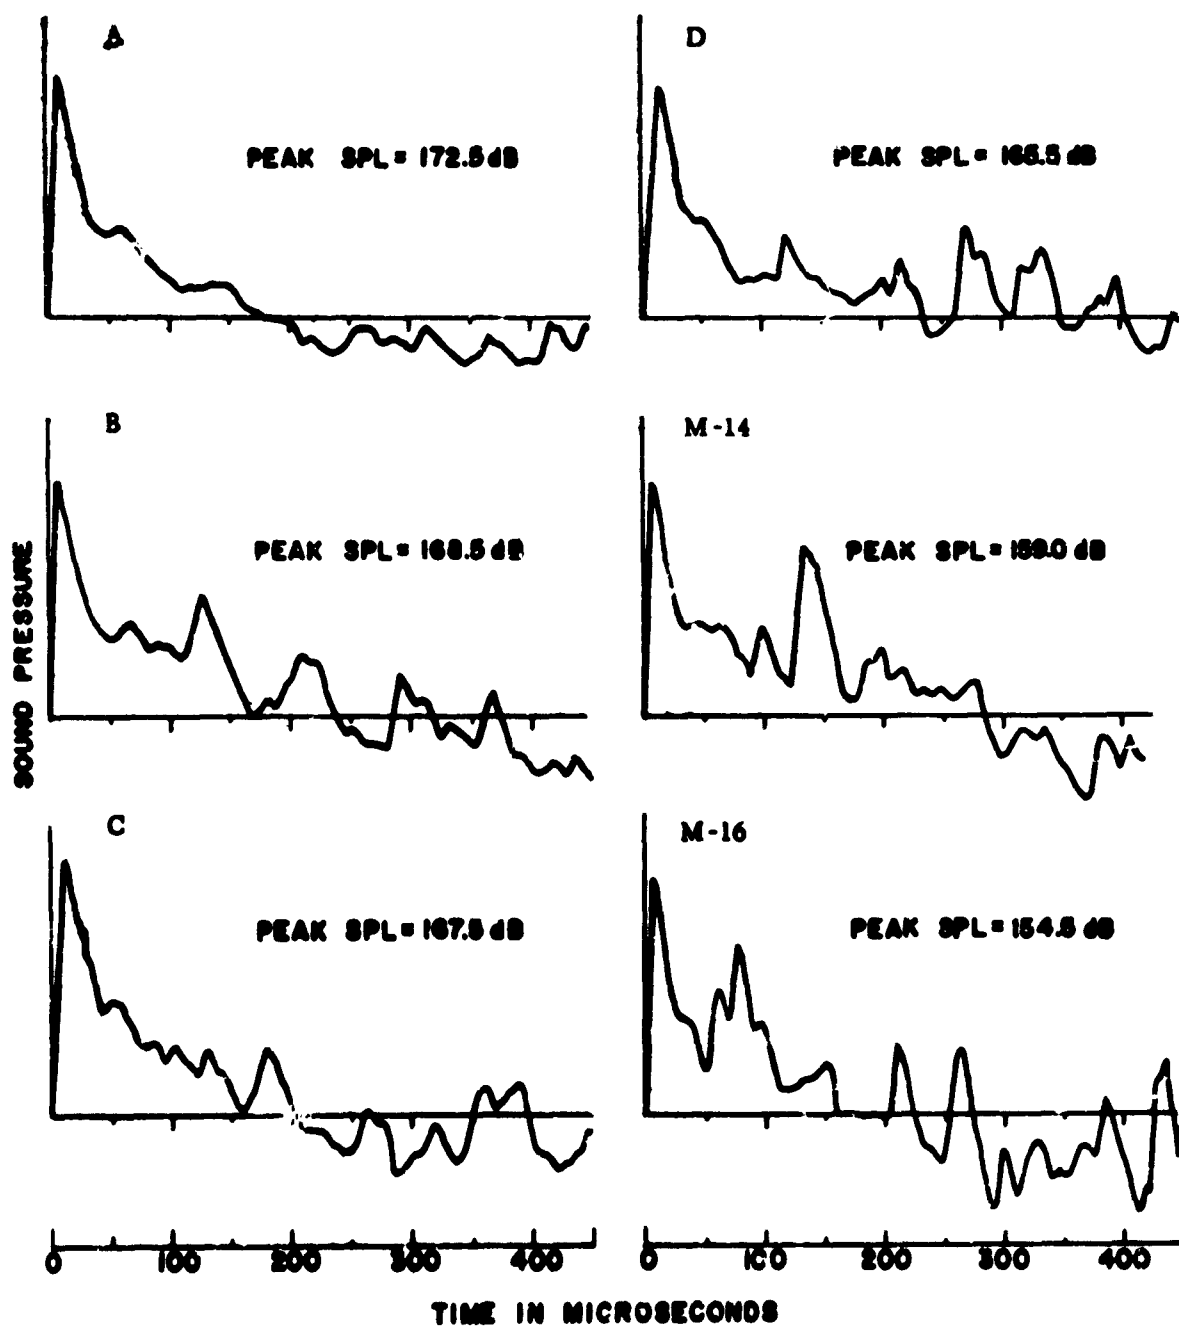 A
PEAK SPL = 172.5 dB
D
PEAK SPL = 165.5 dB
B
PEAK SPL = 168.5 dB
M-14
PEAK SPL = 159.0 dB
C
PEAK SPL = 167.5 dB
M-16
PEAK SPL = 154.5 dB
SOUND PRESSURE
0 100 200 300 400
0 100 200 300 400
TIME IN MICROSECONDS